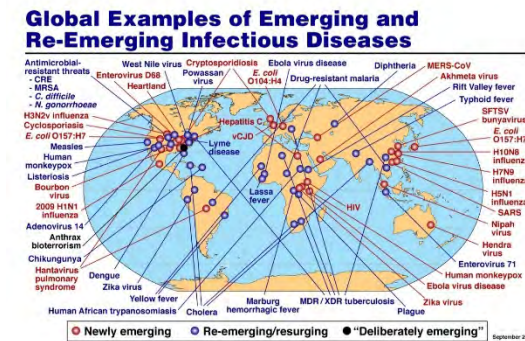 Global Examples of Emerging and
Re-Emerging Infectious Diseases
Antimicrobial-
resistant threats
- CRE
- MRSA
- C. difficile
- N. gonorrhoeae
H3N2v influenza
Cyclosporiasis
E. coli O157:H7
Measles
Human
monkeypox
Listeriosis
Bourbon
virus
2009 H1N1
influenza
Adenovirus 14
Anthrax
bioterrorism
Chikungunya
Hantavirus
pulmonary
syndrome
West Nile virus
Enterovirus D68
Heartland
Cryptosporidiosis
Powassan
virus
E. coli
O104:H4
Ebola virus disease
Drug-resistant malaria
Diphtheria
MERS-CoV
Akhmeta virus
Rift Valley fever
Typhoid fever
SFTSV
bunyavirus
E. coli
O157:H7
H10N8
influenza
H7N9
influenza
H5N1
influenza
SARS
Nipah
virus
Hendra
virus
Enterovirus 71
Human monkeypox
Ebola virus disease
Zika virus
Plague
Hepatitis C
vCJD
Lyme
disease
Lassa
fever
HIV
Dengue
Zika virus
Yellow fever
Human African trypanosomiasis
Cholera
Marburg
hemorrhagic fever
MDR / XDR tuberculosis
Newly emerging
Re-emerging/resurging
"Deliberately emerging"